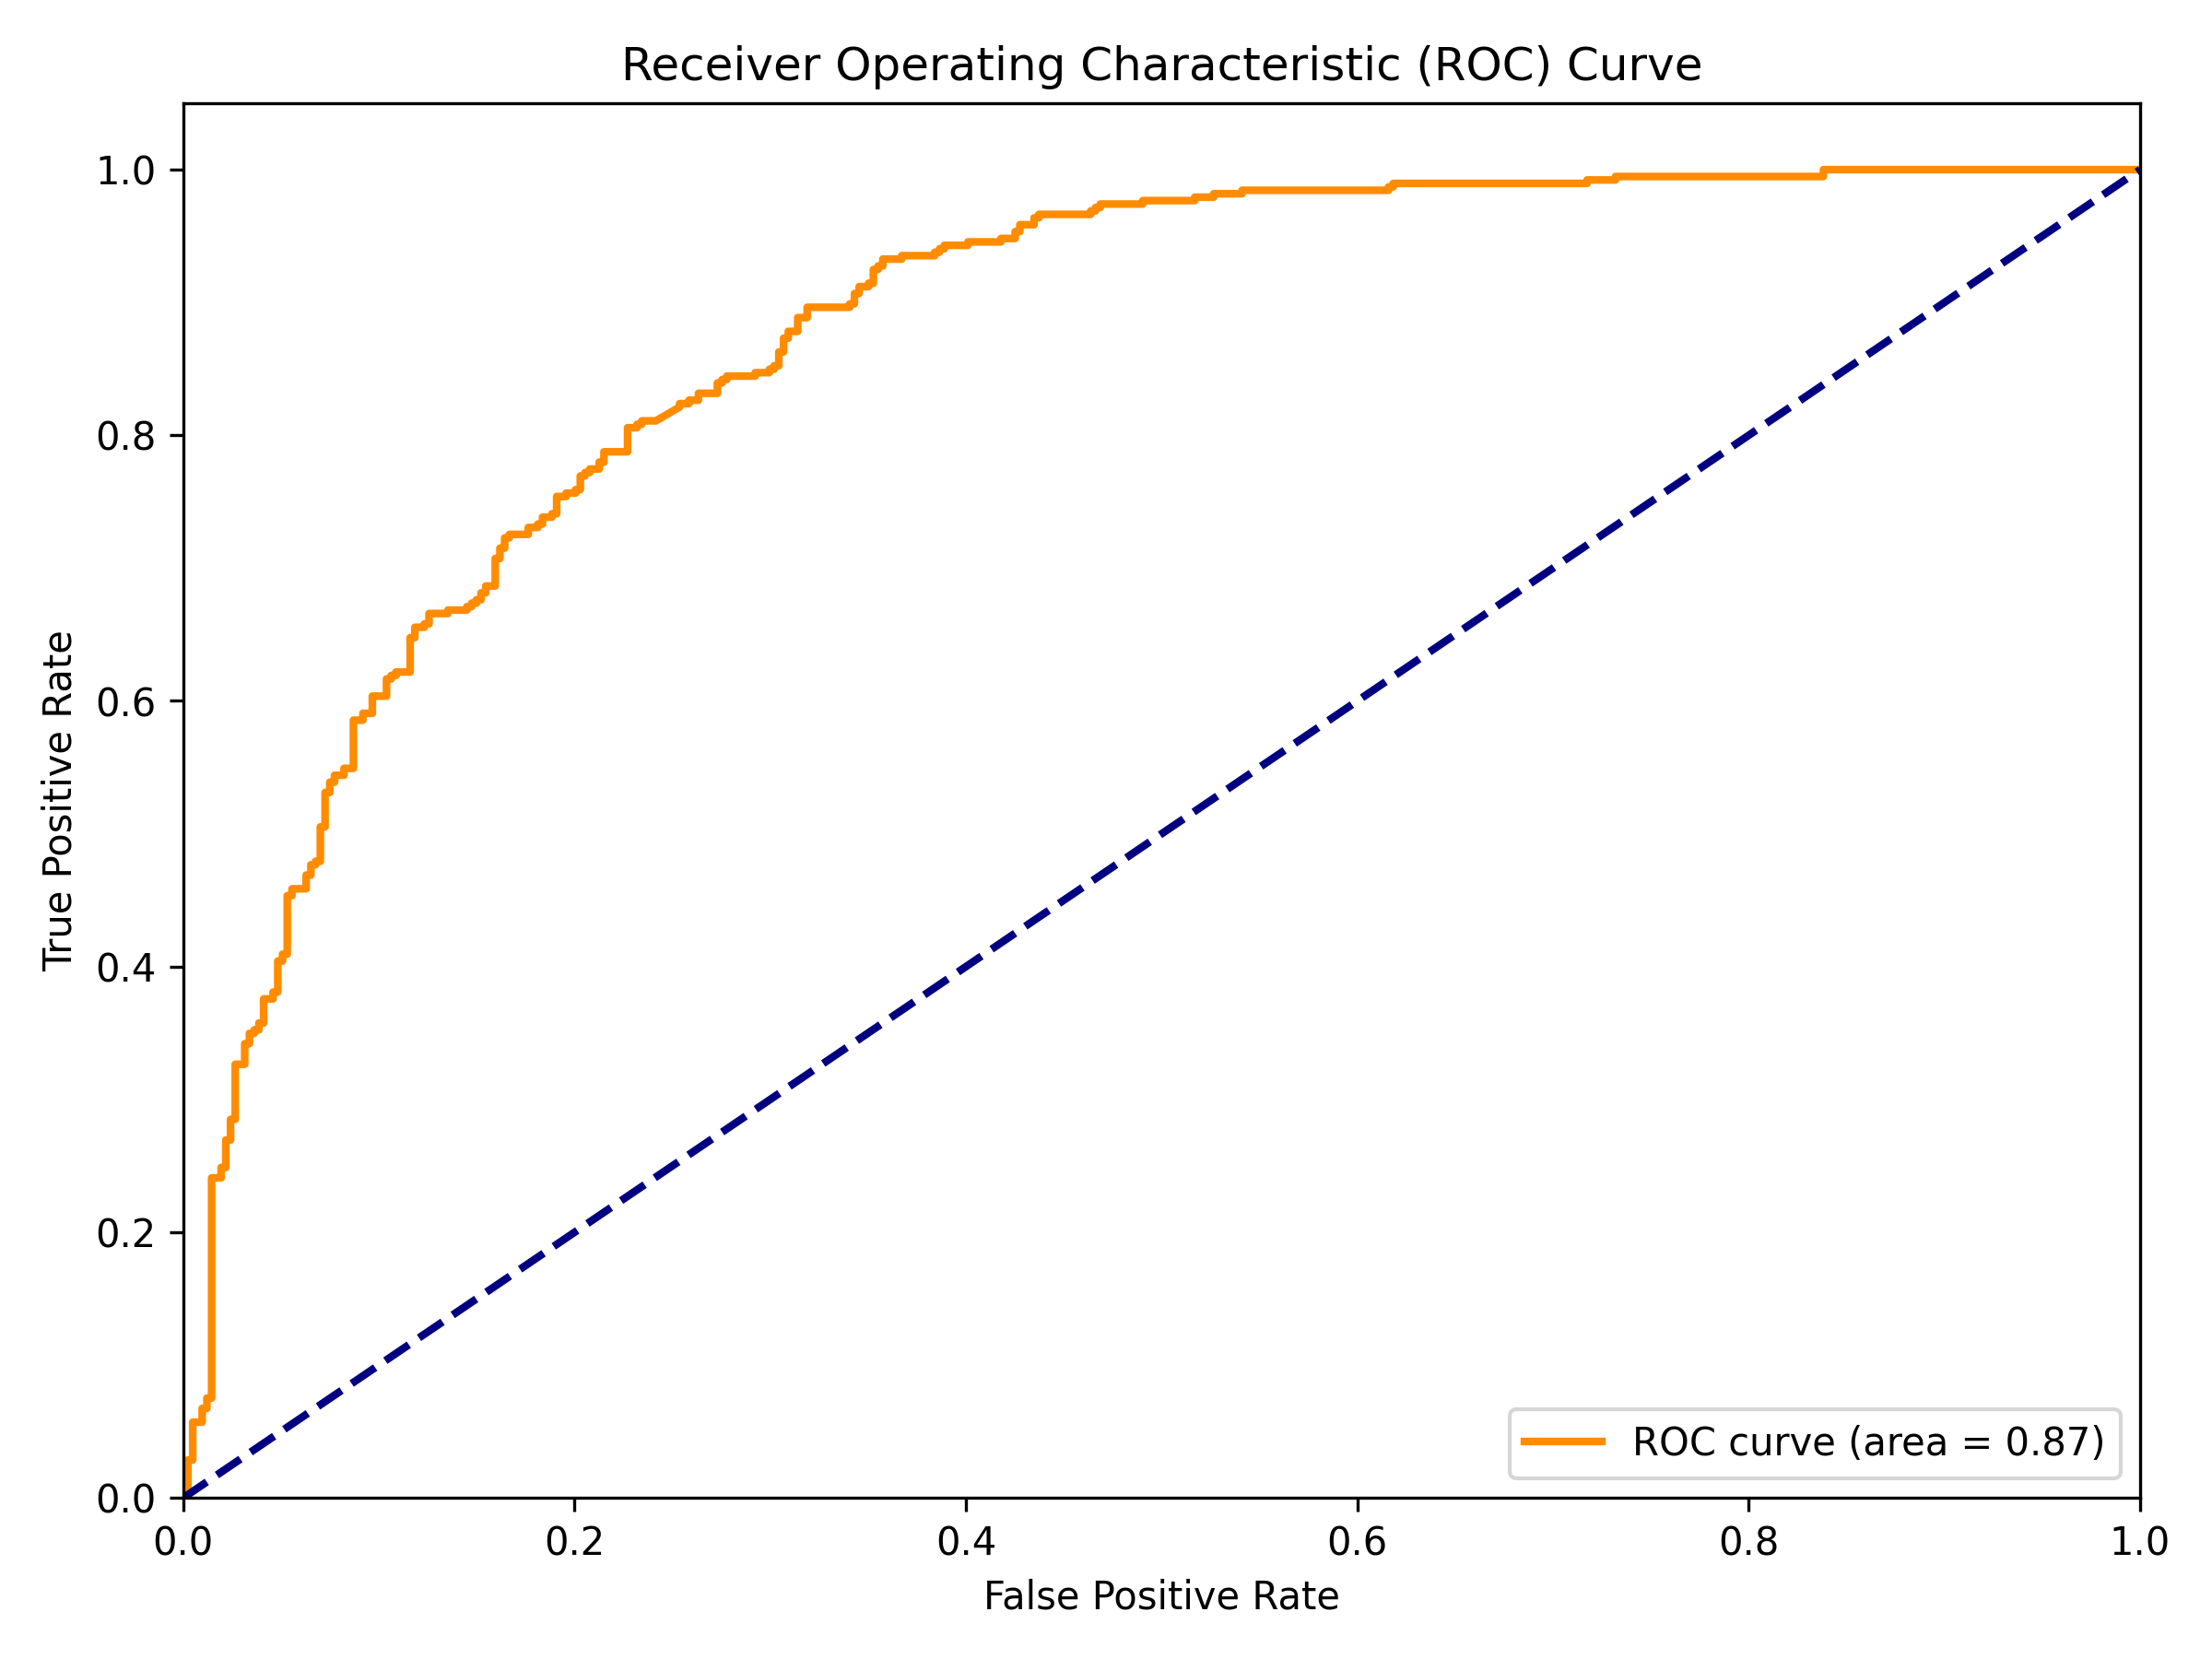 Receiver Operating Characteristic (ROC) Curve
1.0
0.8
0.6
0.4
0.2
0.0
True Positive Rate
ROC curve (area = 0.87)
0.0 0.2 0.4 0.6 0.8 1.0
False Positive Rate